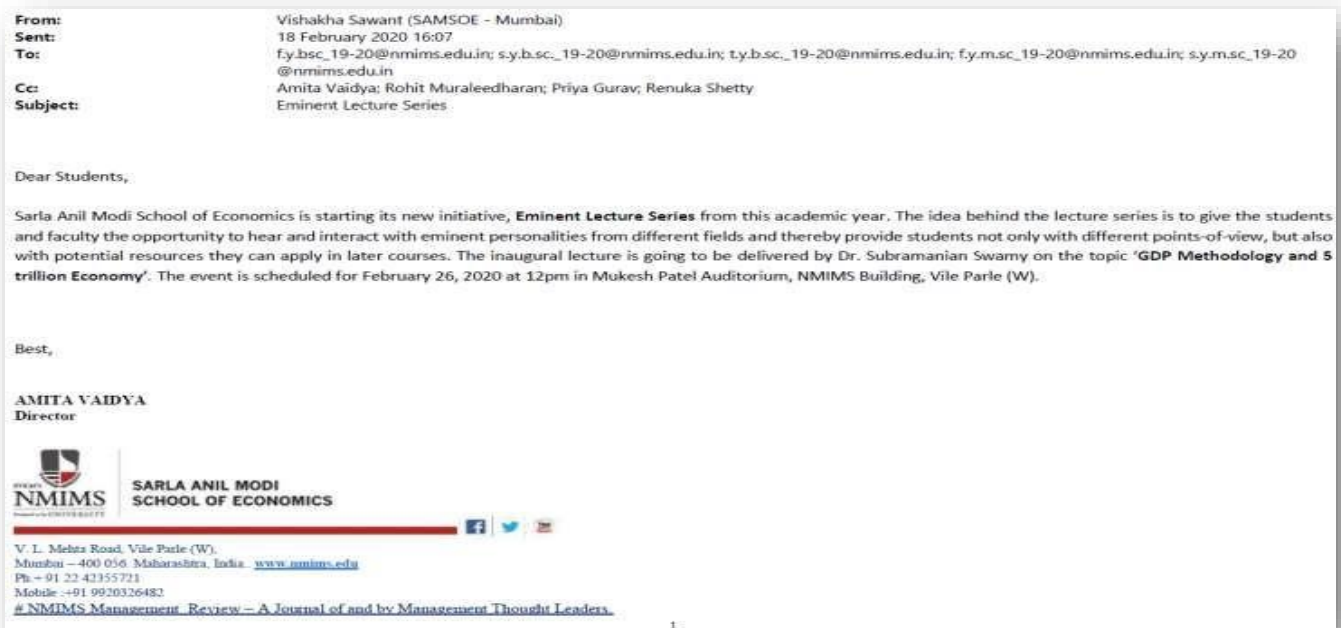 From: Vishakha Sawant (SAMSOE - Mumbai)
Sent: 18 February 2020 16:07
To: f.y.bsc_19-20@nmims.edu.in; s.y.b.sc._19-20@nmims.edu.in; t.y.b.sc._19-20@nmims.edu.in; f.y.m.sc_19-20@nmims.edu.in; s.y.m.sc_19-20
@nmims.edu.in
Cc: Amita Vaidya; Rohit Muraleedharan; Priya Gurav; Renuka Shetty
Subject: Eminent Lecture Series
Dear Students,
Sarla Anil Modi School of Economics is starting its new initiative, Eminent Lecture Series from this academic year. The idea behind the lecture series is to give the students
and faculty the opportunity to hear and interact with eminent personalities from different fields and thereby provide students not only with different points-of-view, but also
with potential resources they can apply in later courses. The inaugural lecture is going to be delivered by Dr. Subramanian Swamy on the topic 'GDP Methodology and 5
trillion Economy'. The event is scheduled for February 26, 2020 at 12pm in Mukesh Patel Auditorium, NMIMS Building, Vile Parle (W).
Best,
AMITA VAIDYA
Director
NMIMS
SARLA ANIL MODI
SCHOOL OF ECONOMICS
V. L. Mehta Road, Vile Parle (W),
Mumbai – 400 056. Maharashtra, India. www.nmims.edu
Ph.+ 91 22 42355721
Mobile :+91 9920326482
# NMIMS Management Review – A Journal of and by Management Thought Leaders.
1